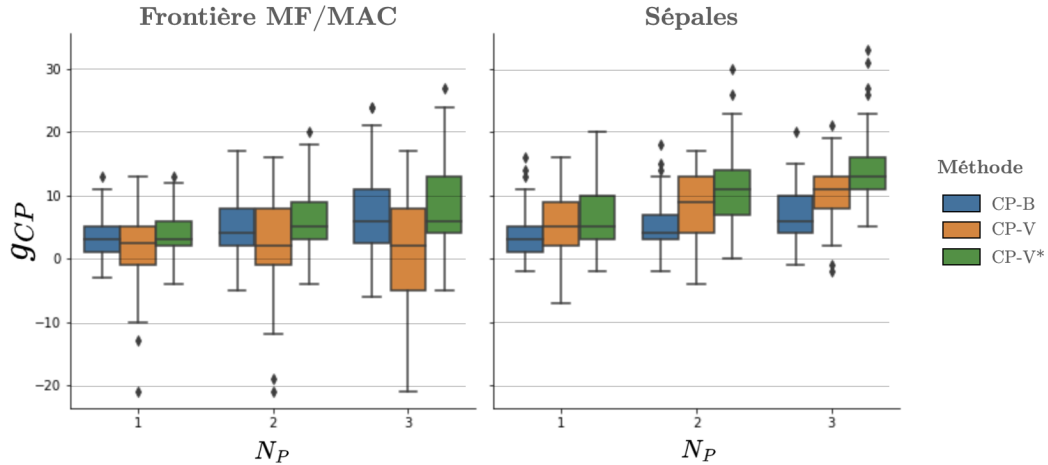 Frontière MF/MAC
Sépales
g_CP
30
20
10
0
−10
−20
1
2
3
N_P
1
2
3
N_P
Méthode
CP-B
CP-V
CP-V*